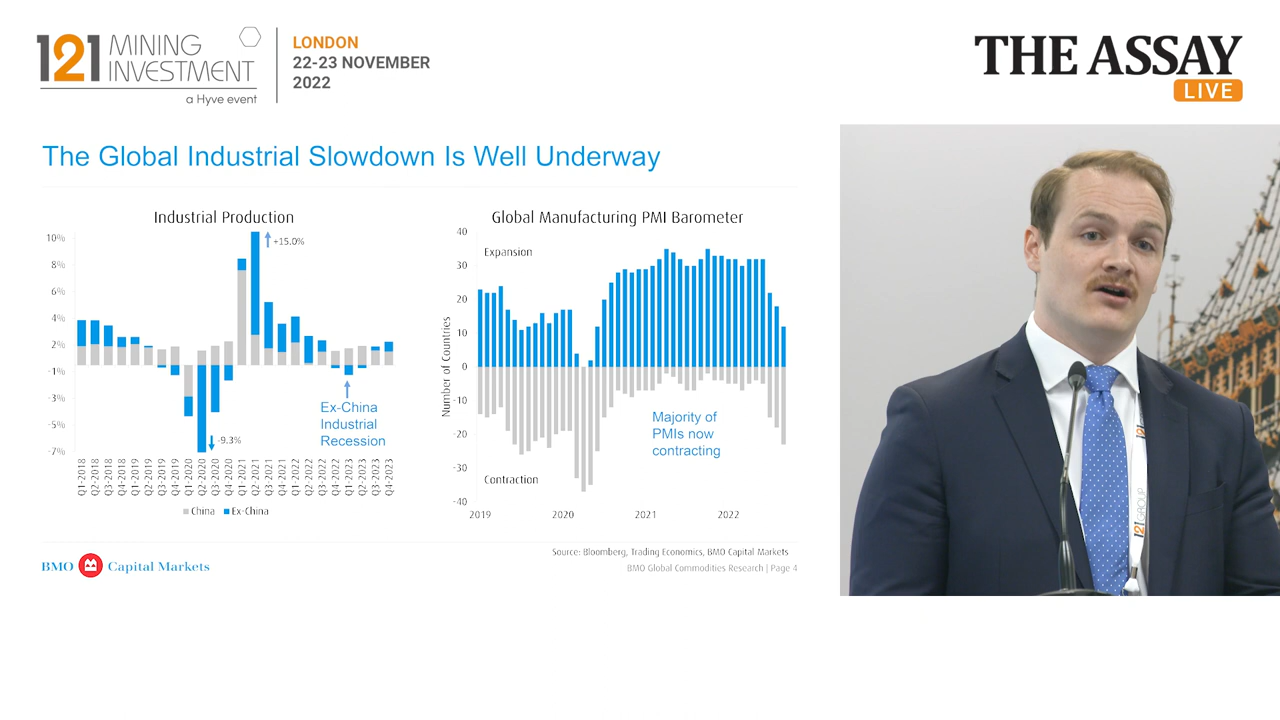 121 MINING INVESTMENT
a Hyve event
LONDON
22-23 NOVEMBER
2022
THE ASSAY
LIVE
The Global Industrial Slowdown Is Well Underway
Industrial Production
10%
8%
6%
4%
2%
-1%
-3%
-5%
-7%
+15.0%
-9.3%
Ex-China
Industrial
Recession
Q1-2018
Q2-2018
Q3-2018
Q4-2018
Q1-2019
Q2-2019
Q3-2019
Q4-2019
Q1-2020
Q2-2020
Q3-2020
Q4-2020
Q1-2021
Q2-2021
Q3-2021
Q4-2021
Q1-2022
Q2-2022
Q3-2022
Q4-2022
Q1-2023
Q2-2023
Q3-2023
Q4-2023
China Ex-China
Global Manufacturing PMI Barometer
Number of Countries
40
30
20
10
0
-10
-20
-30
-40
Expansion
Majority of
PMIs now
contracting
Contraction
2019 2020 2021 2022
Source: Bloomberg, Trading Economics, BMO Capital Markets
BMO Capital Markets
BMO Global Commodities Research | Page 4
121
121 GROUP